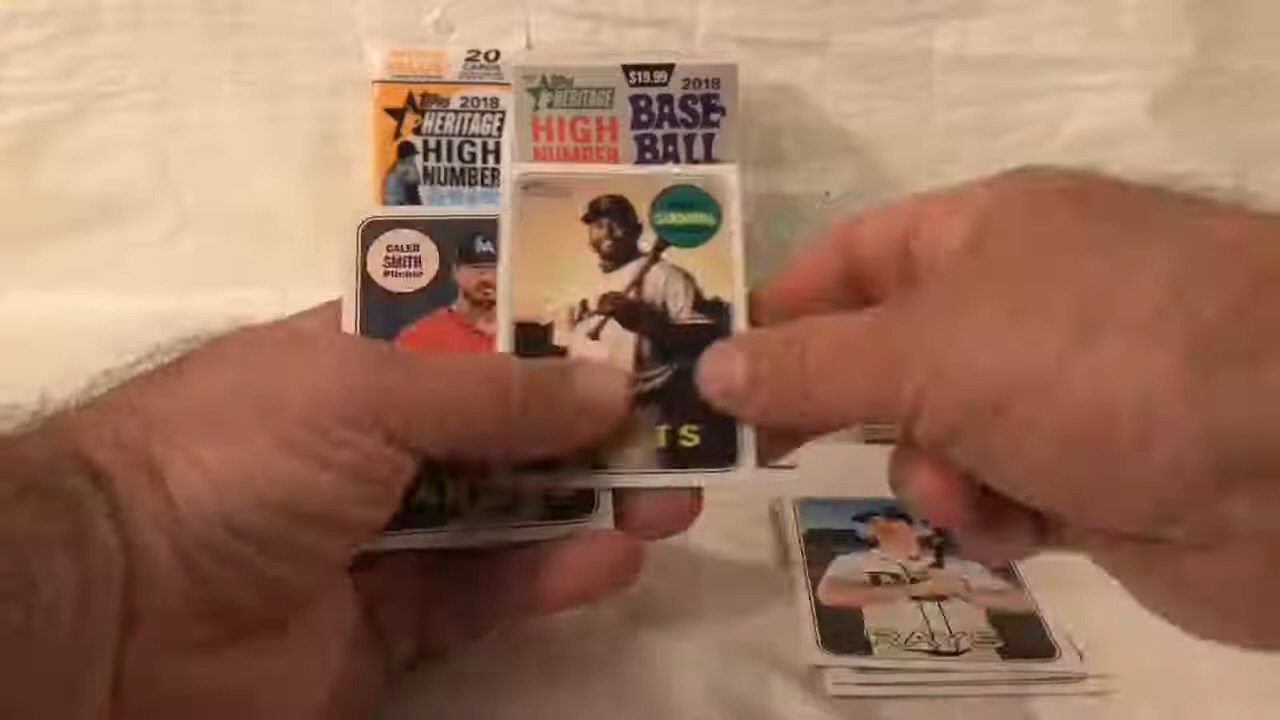 20
CARDS
Topps 2018
HERITAGE
HIGH
NUMBER
Topps
HERITAGE
$19.99
2018
HIGH
NUMBER
BASE-
BALL
CALEB
SMITH
Pitcher
TS
RAYS